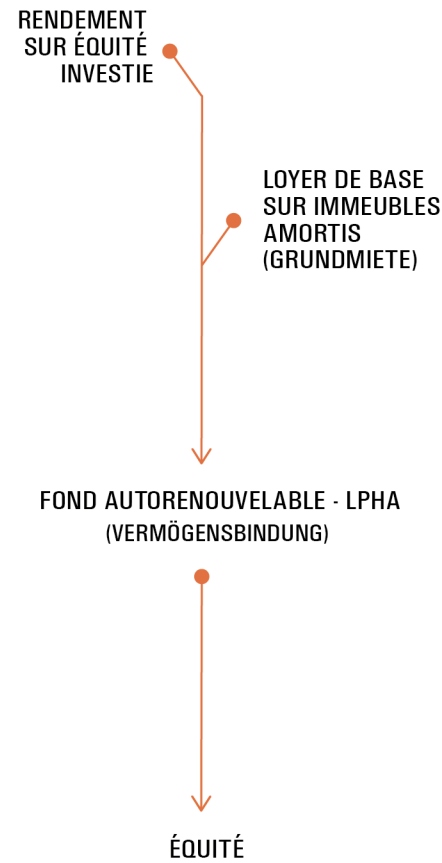 RENDEMENT
SUR ÉQUITÉ
INVESTIE
LOYER DE BASE
SUR IMMEUBLES
AMORTIS
(GRUNDMIETE)
FOND AUTORENOUVELABLE - LPHA
(VERMÖGENSBINDUNG)
ÉQUITÉ